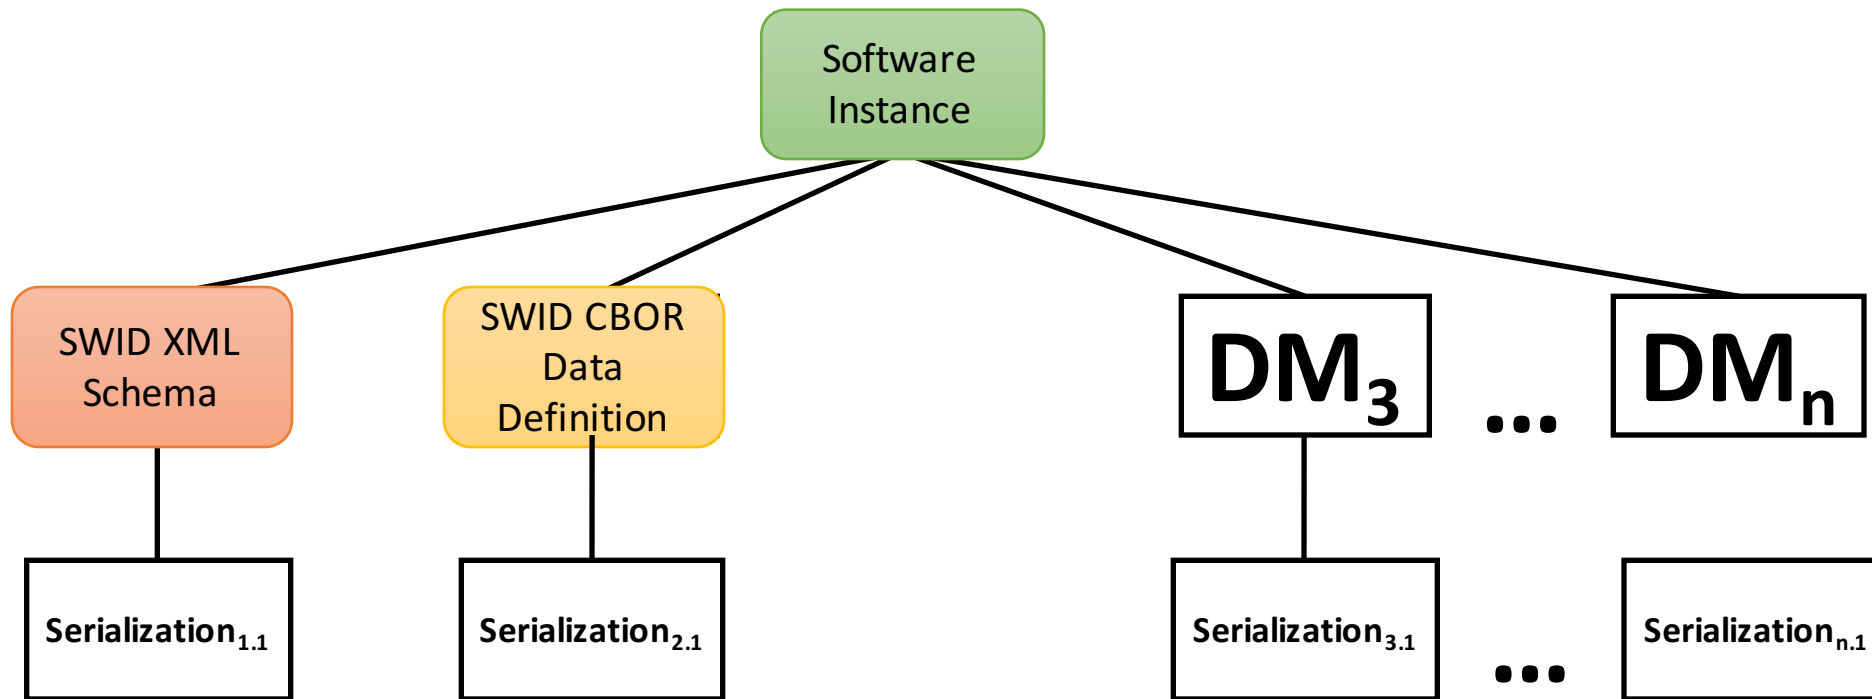 Software
Instance
SWID XML
Schema
SWID CBOR
Data
Definition
DM₃
...
DMₙ
Serialization₁.₁
Serialization₂.₁
Serialization₃.₁
...
Serializationₙ.₁